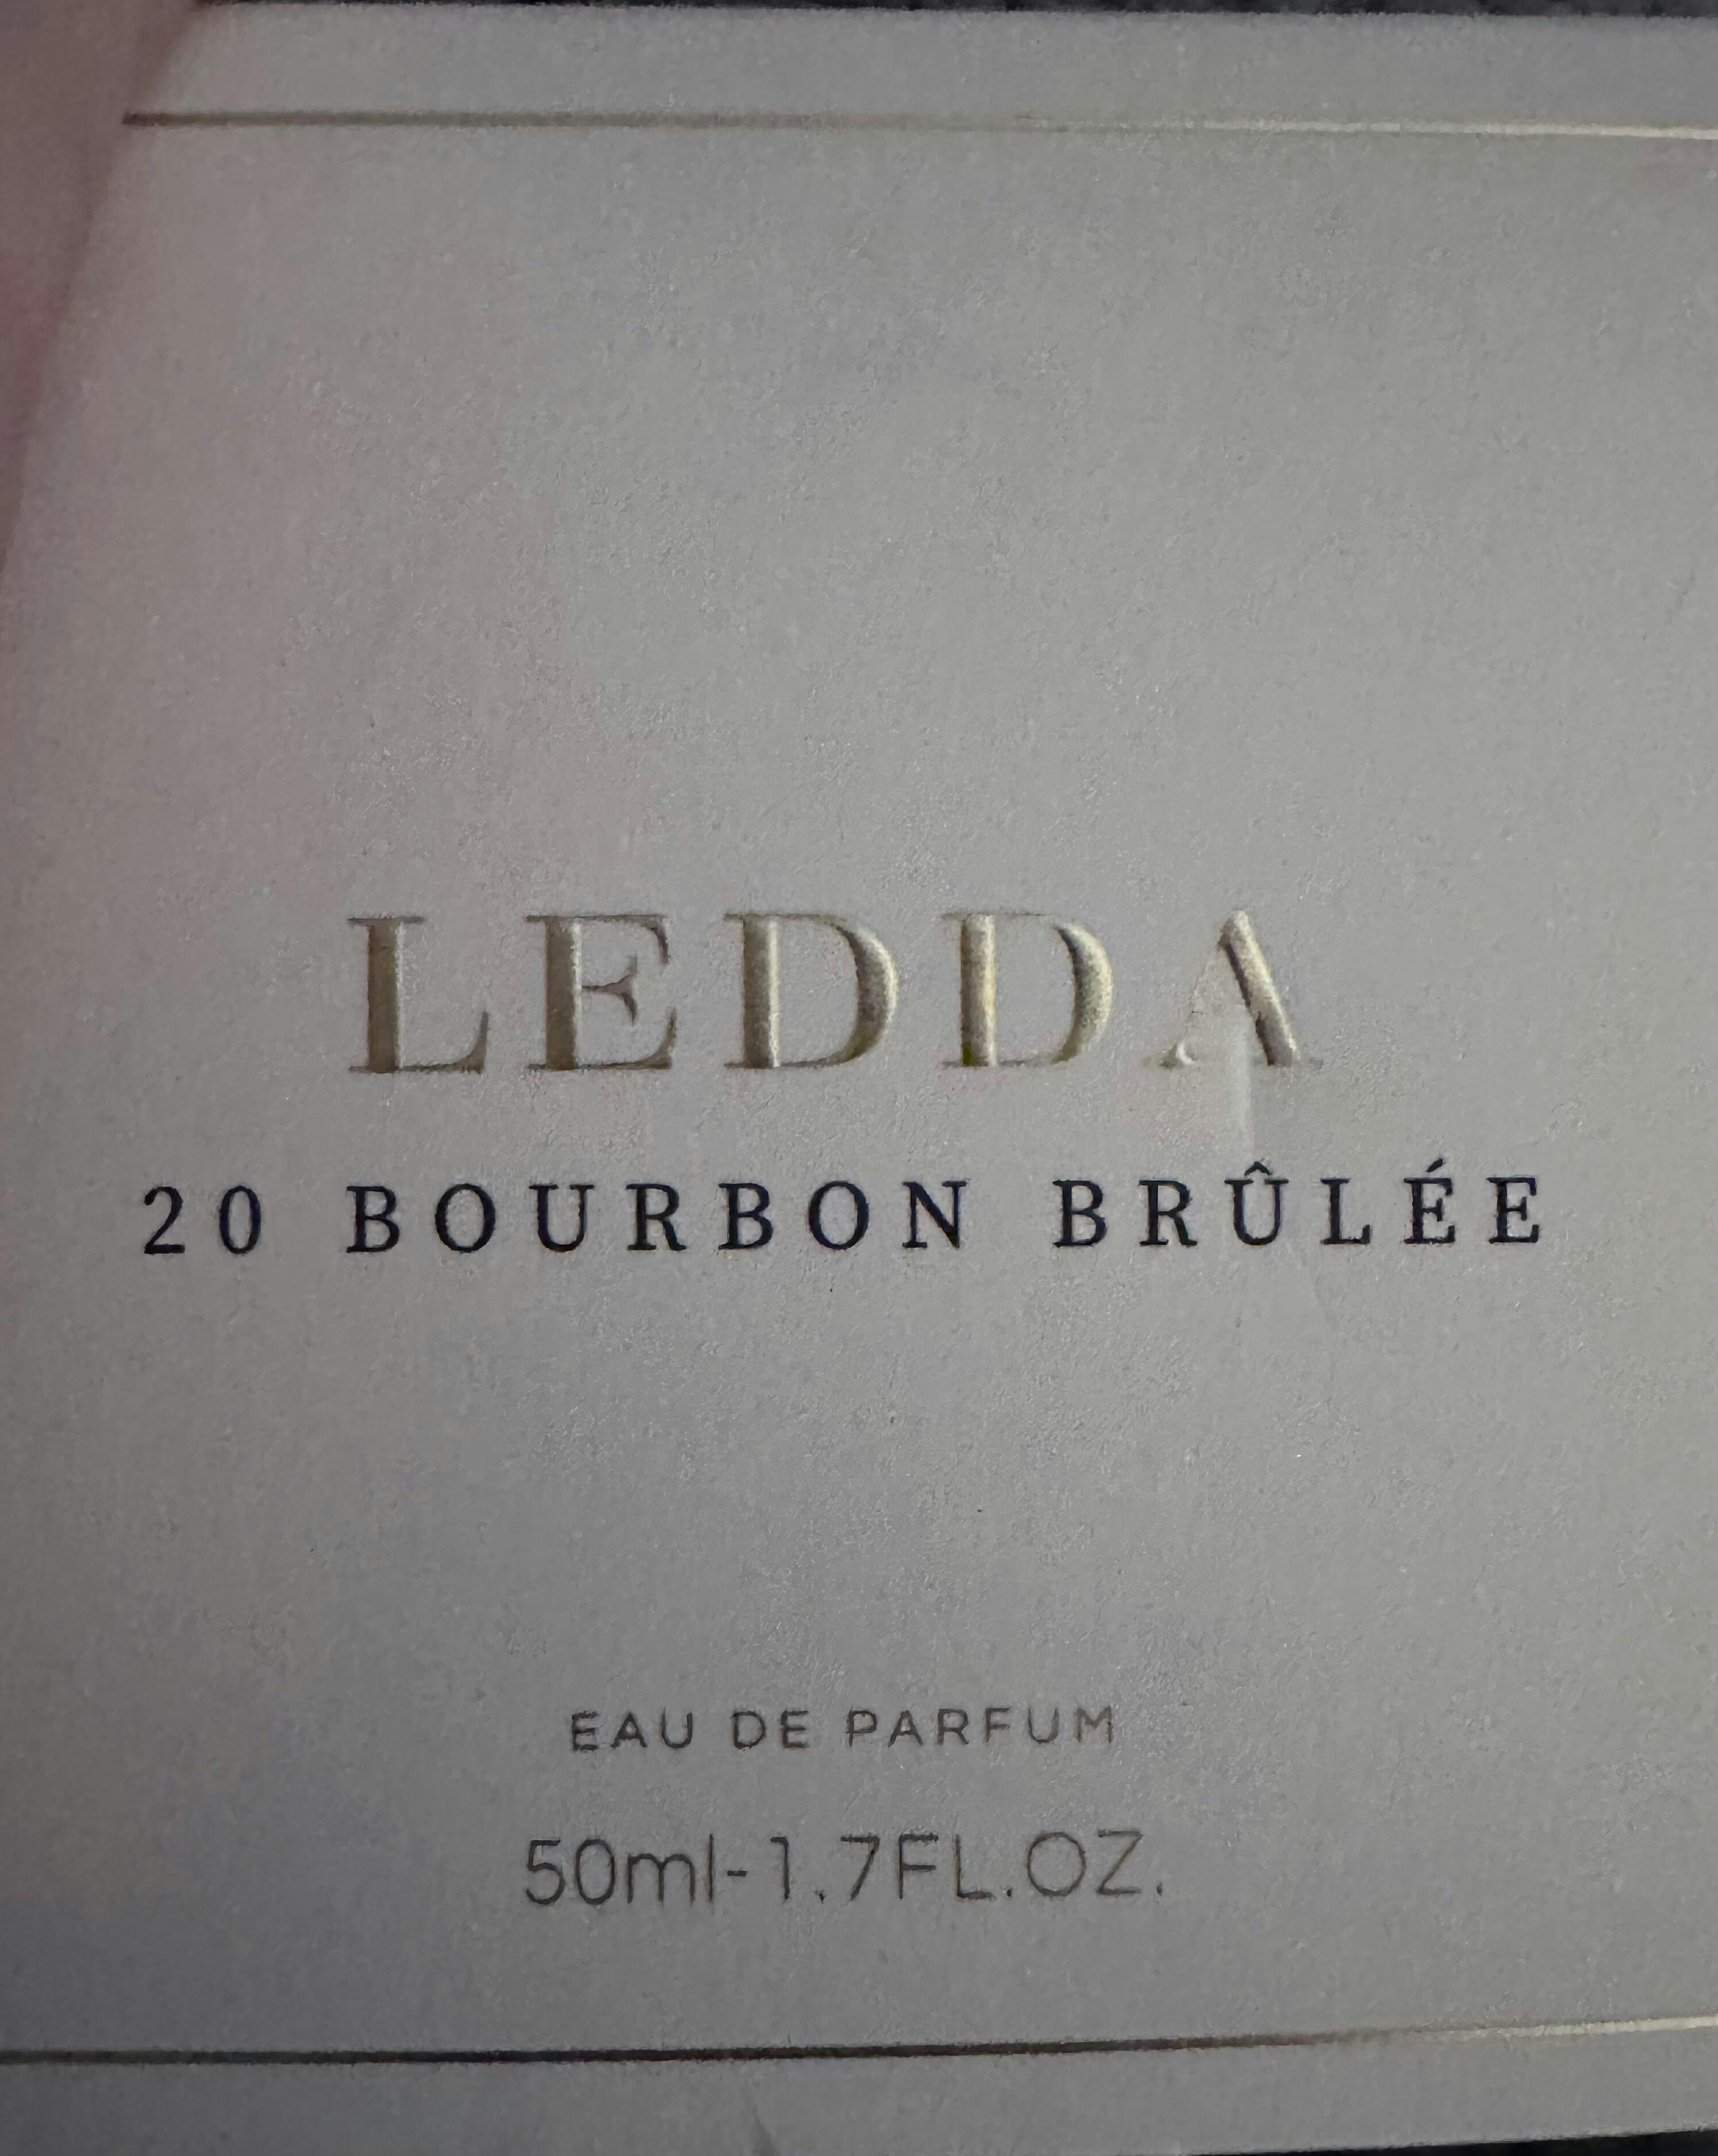 LEDDA
20 BOURBON BRÛLÉE
EAU DE PARFUM
50ml-1.7FL.OZ.